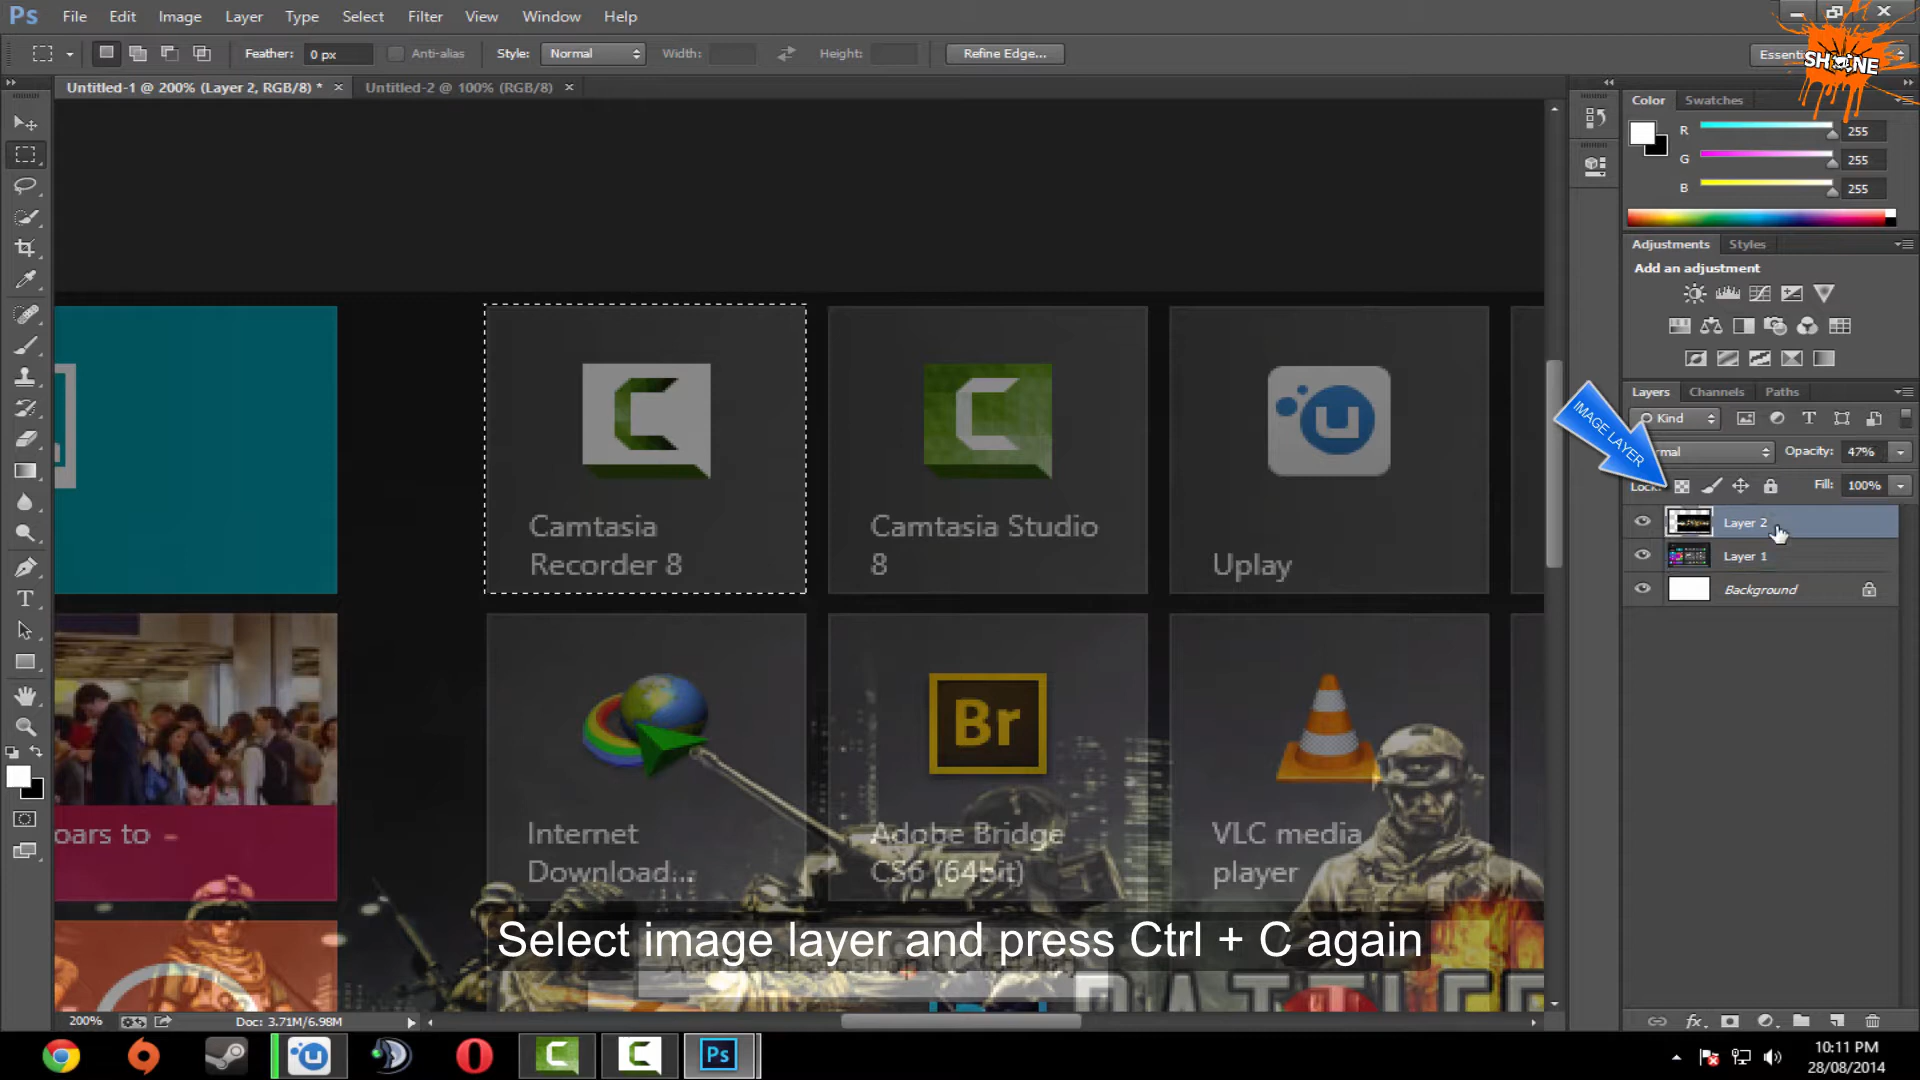 Ps File Edit Image Layer Type Select Filter View Window Help
Feather: 0 px Anti-alias Style: Normal Width: Height: Refine Edge...
SHONE
Untitled-1 @ 200% (Layer 2, RGB/8) * × Untitled-2 @ 100% (RGB/8) ×
Color Swatches
R 255
G 255
B 255
Adjustments Styles
Add an adjustment
Layers Channels Paths
Kind
IMAGE LAYER
Opacity: 47%
Fill: 100%
Layer 2
Layer 1
Background
Camtasia
Recorder 8
Camtasia Studio
8
Uplay
Br
Internet
Download...
Adobe Bridge
CS6 (64bit)
VLC media
player
oars to
Select image layer and press Ctrl + C again
200% Doc: 3.71M/6.98M
Ps
10:11 PM
28/08/2014